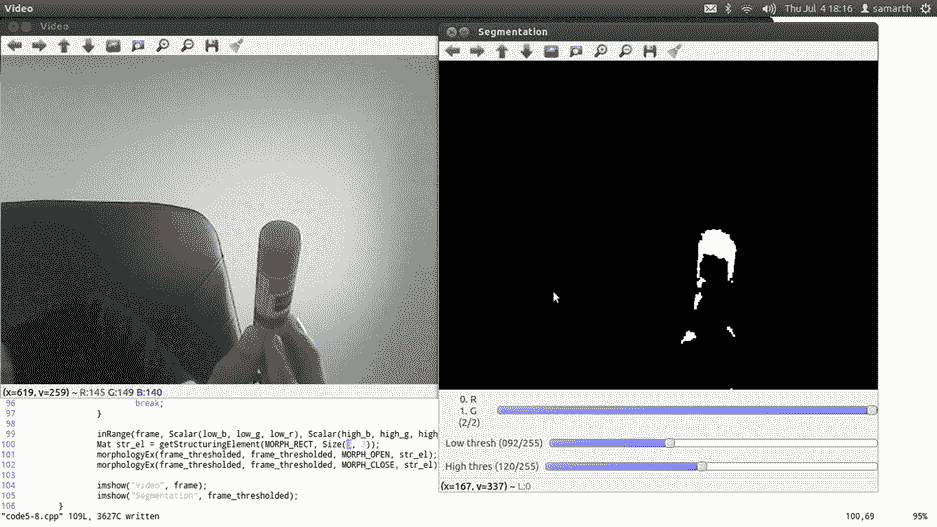 Video
Thu Jul 4 18:16
samarth
Video
Segmentation
(x=619, y=259) ~ R:145 G:149 B:140
0. R
1. G
(2/2)
Low thresh (092/255)
High thres (120/255)
(x=167, y=337) ~ L:0
96 break;
97 }
98
99 inRange(frame, Scalar(low_b, low_g, low_r), Scalar(high_b, high_g, high
100 Mat str_el = getStructuringElement(MORPH_RECT, Size(
101 morphologyEx(frame_thresholded, frame_thresholded, MORPH_OPEN, str_el);
102 morphologyEx(frame_thresholded, frame_thresholded, MORPH_CLOSE, str_el)
103
104 imshow("Video", frame);
105 imshow("Segmentation", frame_thresholded);
106 }
"code5-8.cpp" 109L, 3627C written
100,69
95%